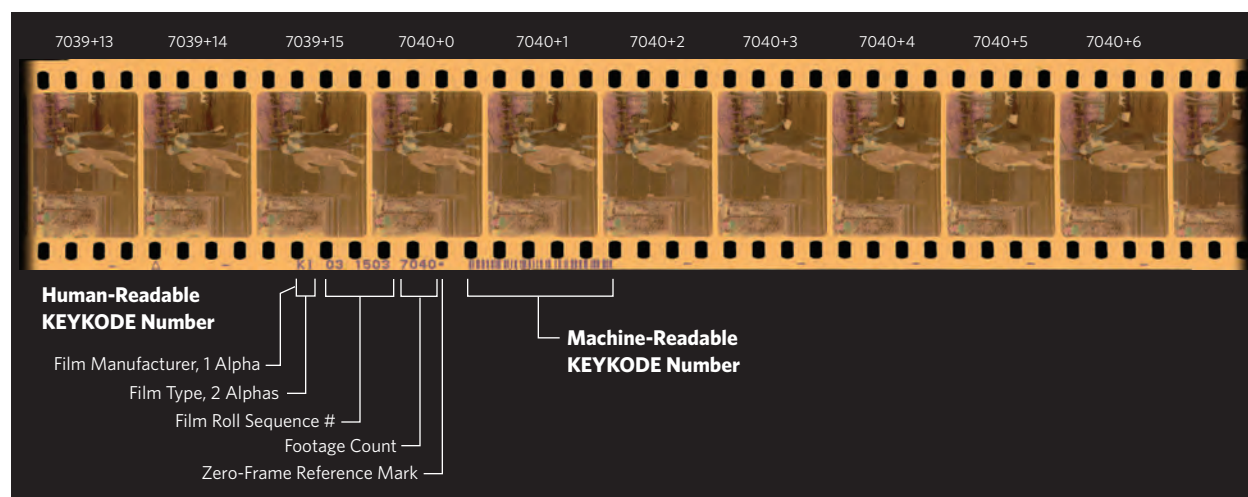 7039+13 7039+14 7039+15 7040+0 7040+1 7040+2 7040+3 7040+4 7040+5 7040+6
03 1503 7040
Human-Readable
KEYKODE Number
Film Manufacturer, 1 Alpha
Film Type, 2 Alphas
Film Roll Sequence #
Footage Count
Zero-Frame Reference Mark
Machine-Readable
KEYKODE Number